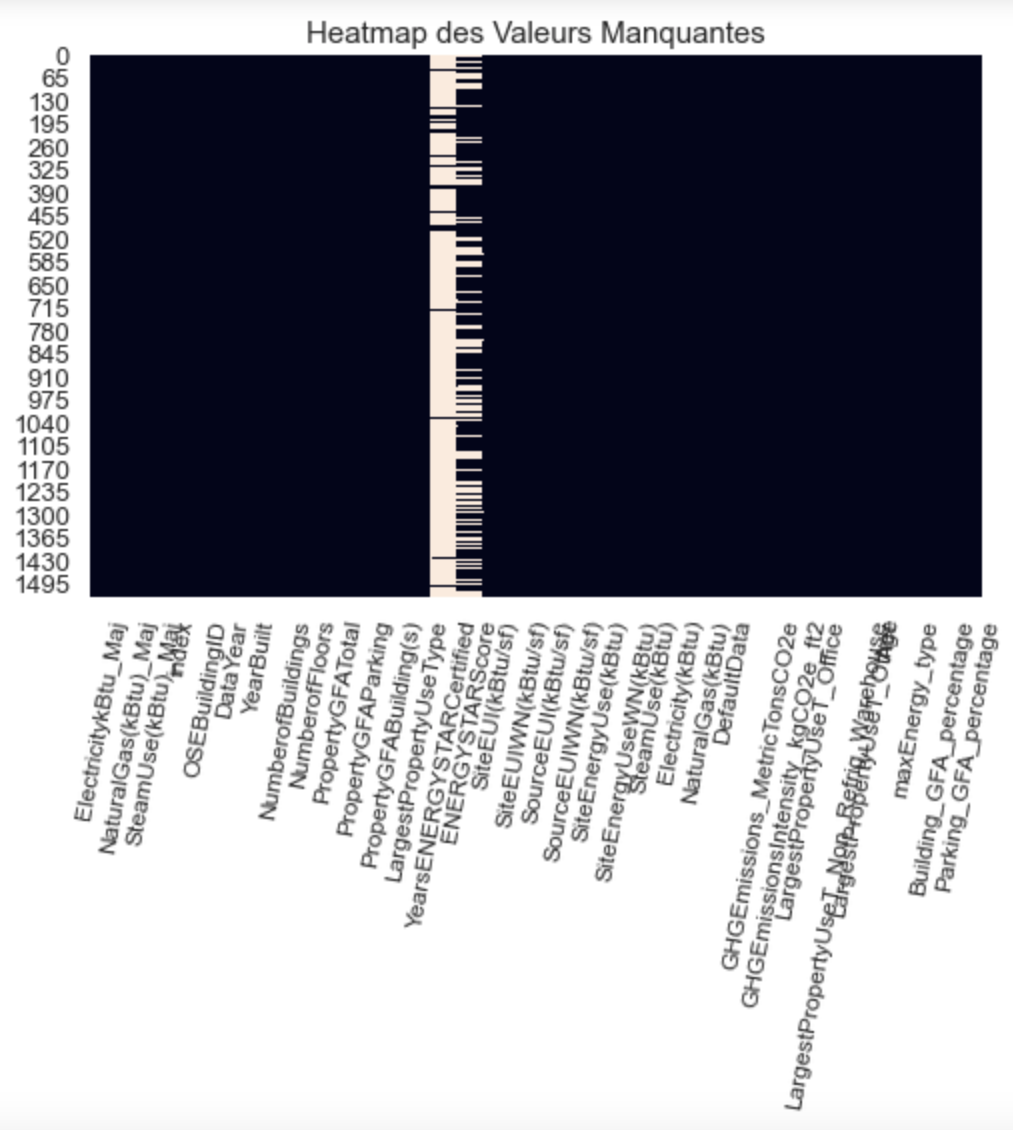 Heatmap des Valeurs Manquantes
0
65
130
195
260
325
390
455
520
585
650
715
780
845
910
975
1040
1105
1170
1235
1300
1365
1430
1495
ElectricitykBtu_Maj
NaturalGas(kBtu)_Maj
SteamUse(kBtu)_Maj
index
OSEBuildingID
DataYear
YearBuilt
NumberofBuildings
NumberofFloors
PropertyGFATotal
PropertyGFAParking
PropertyGFABuilding(s)
LargestPropertyUseType
YearsENERGYSTARCertified
ENERGYSTARScore
SiteEUI(kBtu/sf)
SiteEUIWN(kBtu/sf)
SourceEUI(kBtu/sf)
SourceEUIWN(kBtu/sf)
SiteEnergyUse(kBtu)
SiteEnergyUseWN(kBtu)
SteamUse(kBtu)
Electricity(kBtu)
NaturalGas(kBtu)
DefaultData
GHGEmissions_MetricTonsCO2e
GHGEmissionsIntensity_kgCO2e_ft2
LargestPropertyUseT_Office
LargestPropertyUseT_Non_Refrig_Warehouse
LargestPropertyUseT_
maxEnergy_type
Building_GFA_percentage
Parking_GFA_percentage